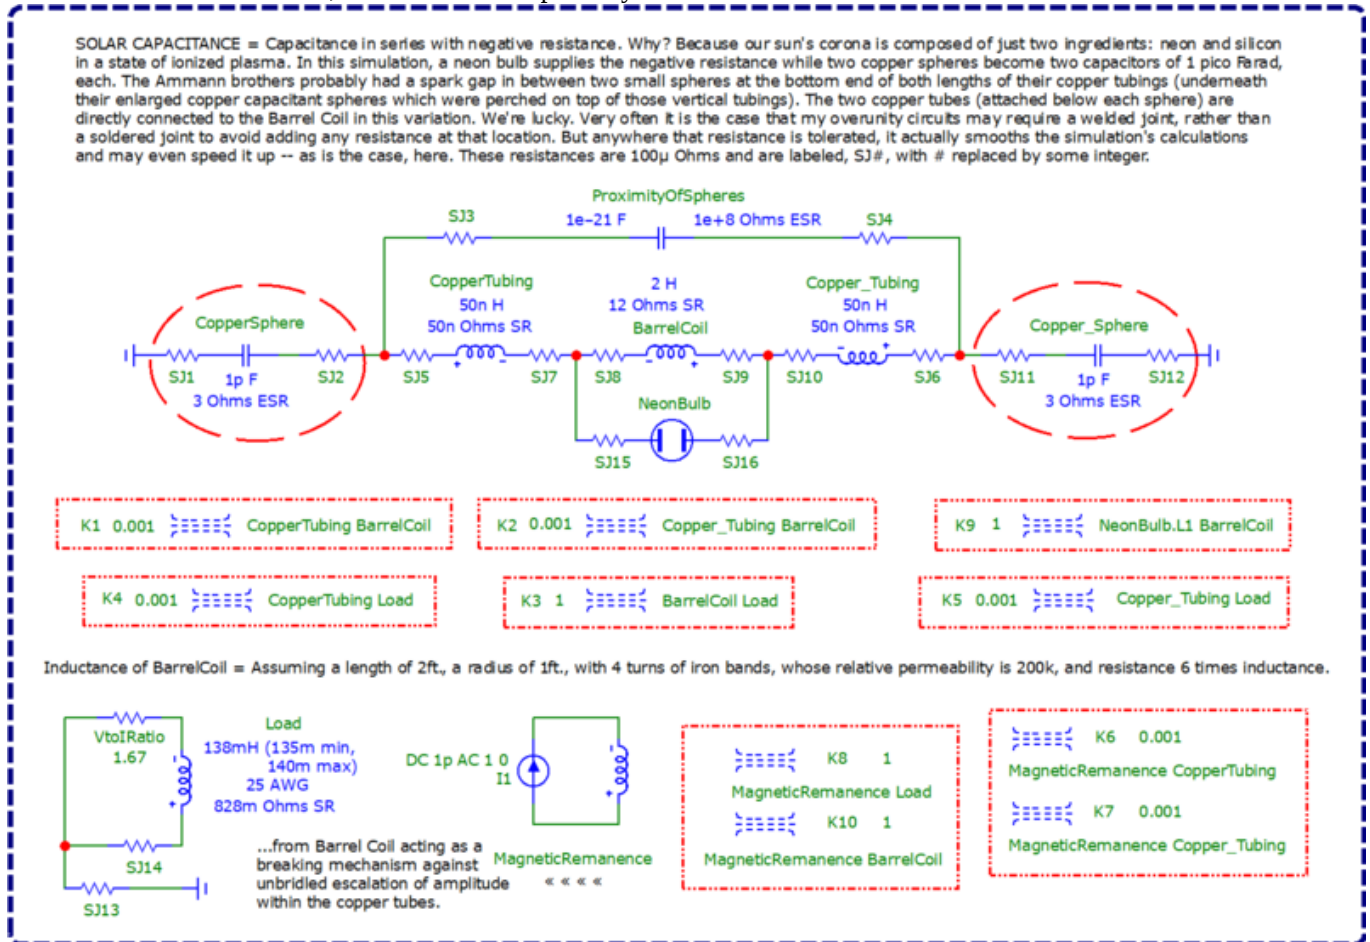 SOLAR CAPACITANCE = Capacitance in series with negative resistance. Why? Because our sun's corona is composed of just two ingredients: neon and silicon
in a state of ionized plasma. In this simulation, a neon bulb supplies the negative resistance while two copper spheres become two capacitors of 1 pico Farad,
each. The Ammann brothers probably had a spark gap in between two small spheres at the bottom end of both lengths of their copper tubings (underneath
their enlarged copper capacitant spheres which were perched on top of those vertical tubings). The two copper tubes (attached below each sphere) are
directly connected to the Barrel Coil in this variation. We're lucky. Very often it is the case that my overunity circuits may require a welded joint, rather than
a soldered joint to avoid adding any resistance at that location. But anywhere that resistance is tolerated, it actually smooths the simulation's calculations
and may even speed it up -- as is the case, here. These resistances are 100µ Ohms and are labeled, SJ#, with # replaced by some integer.
ProximityOfSpheres
SJ3 1e-21 F 1e+8 Ohms ESR SJ4
CopperTubing 2 H Copper_Tubing
50n H 12 Ohms SR 50n H
50n Ohms SR BarrelCoil 50n Ohms SR
CopperSphere Copper_Sphere
SJ1 1p F SJ2 SJ5 SJ7 SJ8 SJ9 SJ10 SJ6 SJ11 1p F SJ12
3 Ohms ESR NeonBulb 3 Ohms ESR
SJ15 SJ16
K1 0.001 CopperTubing BarrelCoil
K2 0.001 Copper_Tubing BarrelCoil
K9 1 NeonBulb.L1 BarrelCoil
K4 0.001 CopperTubing Load
K3 1 BarrelCoil Load
K5 0.001 Copper_Tubing Load
Inductance of BarrelCoil = Assuming a length of 2ft., a radius of 1ft., with 4 turns of iron bands, whose relative permeability is 200k, and resistance 6 times inductance.
VtoIRatio
1.67
Load
138mH (135m min,
140m max)
25 AWG
828m Ohms SR
SJ14
SJ13
DC 1p AC 1 0
I1
...from Barrel Coil acting as a
breaking mechanism against
unbridled escalation of amplitude
within the copper tubes.
MagneticRemanence
« « « «
K8 1
MagneticRemanence Load
K10 1
MagneticRemanence BarrelCoil
K6 0.001
MagneticRemanence CopperTubing
K7 0.001
MagneticRemanence Copper_Tubing